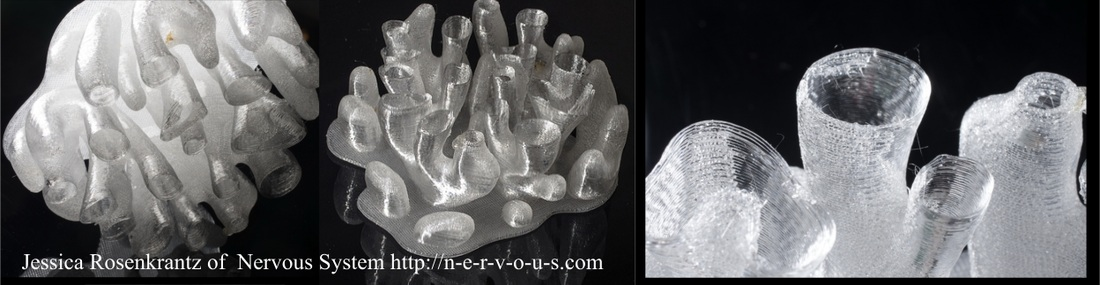 Jessica Rosenkrantz of Nervous System http://n-e-r-v-o-u-s.com